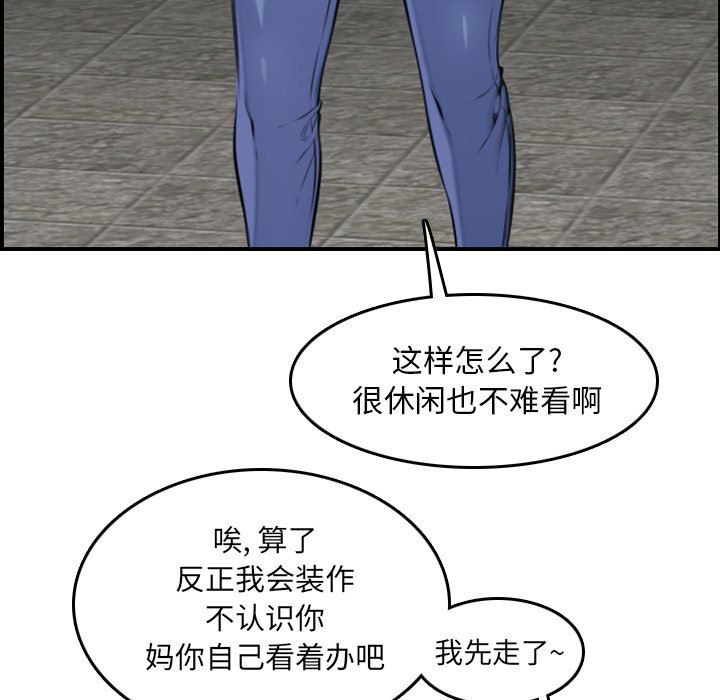 这样怎么了?
很休闲也不难看啊
唉, 算了
反正我会装作
不认识你
妈你自己看着办吧
我先走了~